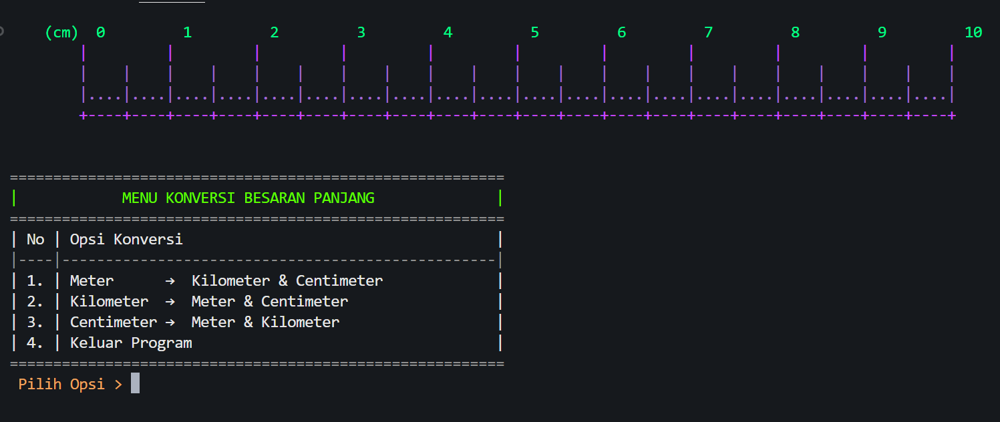 (cm)  0         1         2         3         4         5         6         7         8         9         10
    |         |         |         |         |         |         |         |         |         |         |
    |    |    |    |    |    |    |    |    |    |    |    |    |    |    |    |    |    |    |    |    |
    |....|....|....|....|....|....|....|....|....|....|....|....|....|....|....|....|....|....|....|....|
    +----+----+----+----+----+----+----+----+----+----+----+----+----+----+----+----+----+----+----+----+
=========================================================
|            MENU KONVERSI BESARAN PANJANG              |
=========================================================
| No | Opsi Konversi                                    |
|----|--------------------------------------------------|
| 1. | Meter      →  Kilometer & Centimeter             |
| 2. | Kilometer  →  Meter & Centimeter                 |
| 3. | Centimeter →  Meter & Kilometer                  |
| 4. | Keluar Program                                   |
=========================================================
 Pilih Opsi >